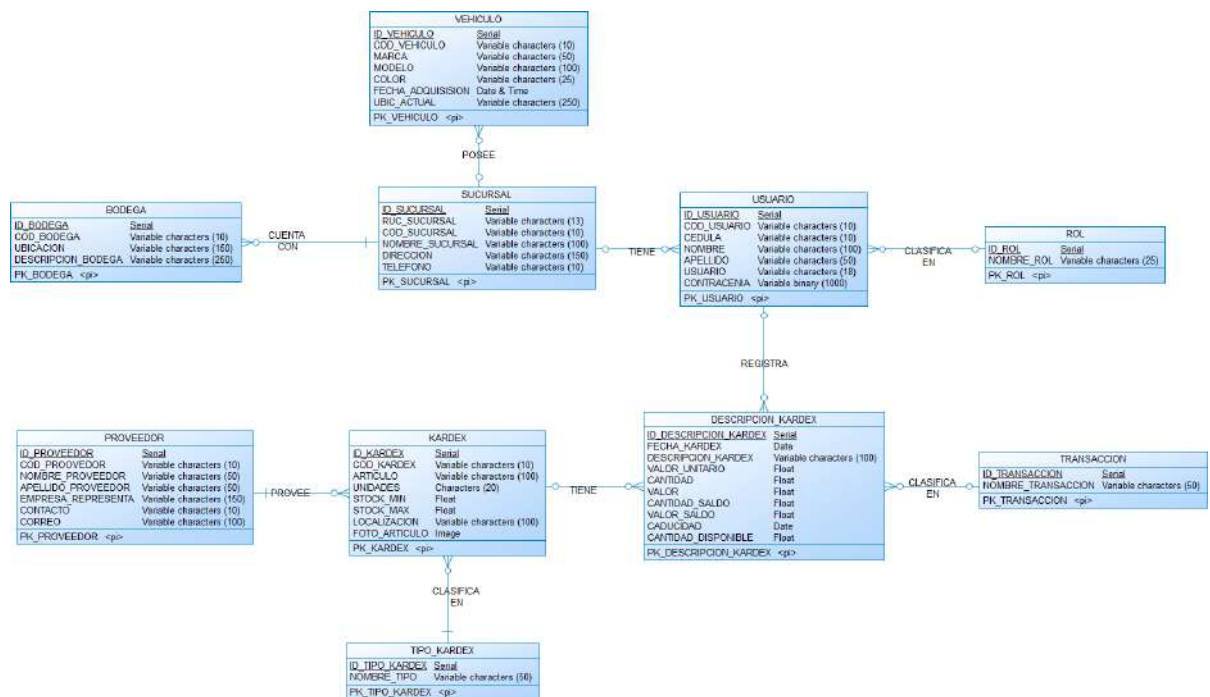 VEHICULO
ID_VEHICULO Serial
COD_VEHICULO Variable characters (10)
MARCA Variable characters (50)
MODELO Variable characters (100)
COLOR Variable characters (25)
FECHA_ADQUISISION Date & Time
UBIC_ACTUAL Variable characters (250)
PK_VEHICULO <pi>
POSEE
BODEGA
ID_BODEGA Serial
COD_BODEGA Variable characters (10)
UBICACION Variable characters (150)
DESCRIPCION_BODEGA Variable characters (250)
PK_BODEGA <pi>
CUENTA
CON
SUCURSAL
ID_SUCURSAL Serial
RUC_SUCURSAL Variable characters (13)
COD_SUCURSAL Variable characters (10)
NOMBRE_SUCURSAL Variable characters (100)
DIRECCION Variable characters (150)
TELEFONO Variable characters (10)
PK_SUCURSAL <pi>
TIENE
USUARIO
ID_USUARIO Serial
COD_USUARIO Variable characters (10)
CEDULA Variable characters (10)
NOMBRE Variable characters (100)
APELLIDO Variable characters (50)
USUARIO Variable characters (18)
CONTRACENIA Variable binary (1000)
PK_USUARIO <pi>
CLASIFICA
EN
ROL
ID_ROL Serial
NOMBRE_ROL Variable characters (25)
PK_ROL <pi>
REGISTRA
PROVEEDOR
ID_PROVEEDOR Serial
COD_PROOVEDOR Variable characters (10)
NOMBRE_PROVEEDOR Variable characters (50)
APELLIDO_PROVEEDOR Variable characters (50)
EMPRESA_REPRESENTA Variable characters (150)
CONTACTO Variable characters (10)
CORREO Variable characters (100)
PK_PROVEEDOR <pi>
PROVEE
KARDEX
ID_KARDEX Serial
COD_KARDEX Variable characters (10)
ARTICULO Variable characters (100)
UNIDADES Characters (20)
STOCK_MIN Float
STOCK_MAX Float
LOCALIZACION Variable characters (100)
FOTO_ARTICULO Image
PK_KARDEX <pi>
TIENE
DESCRIPCION_KARDEX
ID_DESCRIPCION_KARDEX Serial
FECHA_KARDEX Date
DESCRIPCION_KARDEX Variable characters (100)
VALOR_UNITARIO Float
CANTIDAD Float
VALOR Float
CANTIDAD_SALDO Float
VALOR_SALDO Float
CADUCIDAD Date
CANTIDAD_DISPONIBLE Float
PK_DESCRIPCION_KARDEX <pi>
CLASIFICA
EN
TRANSACCION
ID_TRANSACCION Serial
NOMBRE_TRANSACCION Variable characters (50)
PK_TRANSACCION <pi>
CLASIFICA
EN
TIPO_KARDEX
ID_TIPO_KARDEX Serial
NOMBRE_TIPO Variable characters (50)
PK_TIPO_KARDEX <pi>